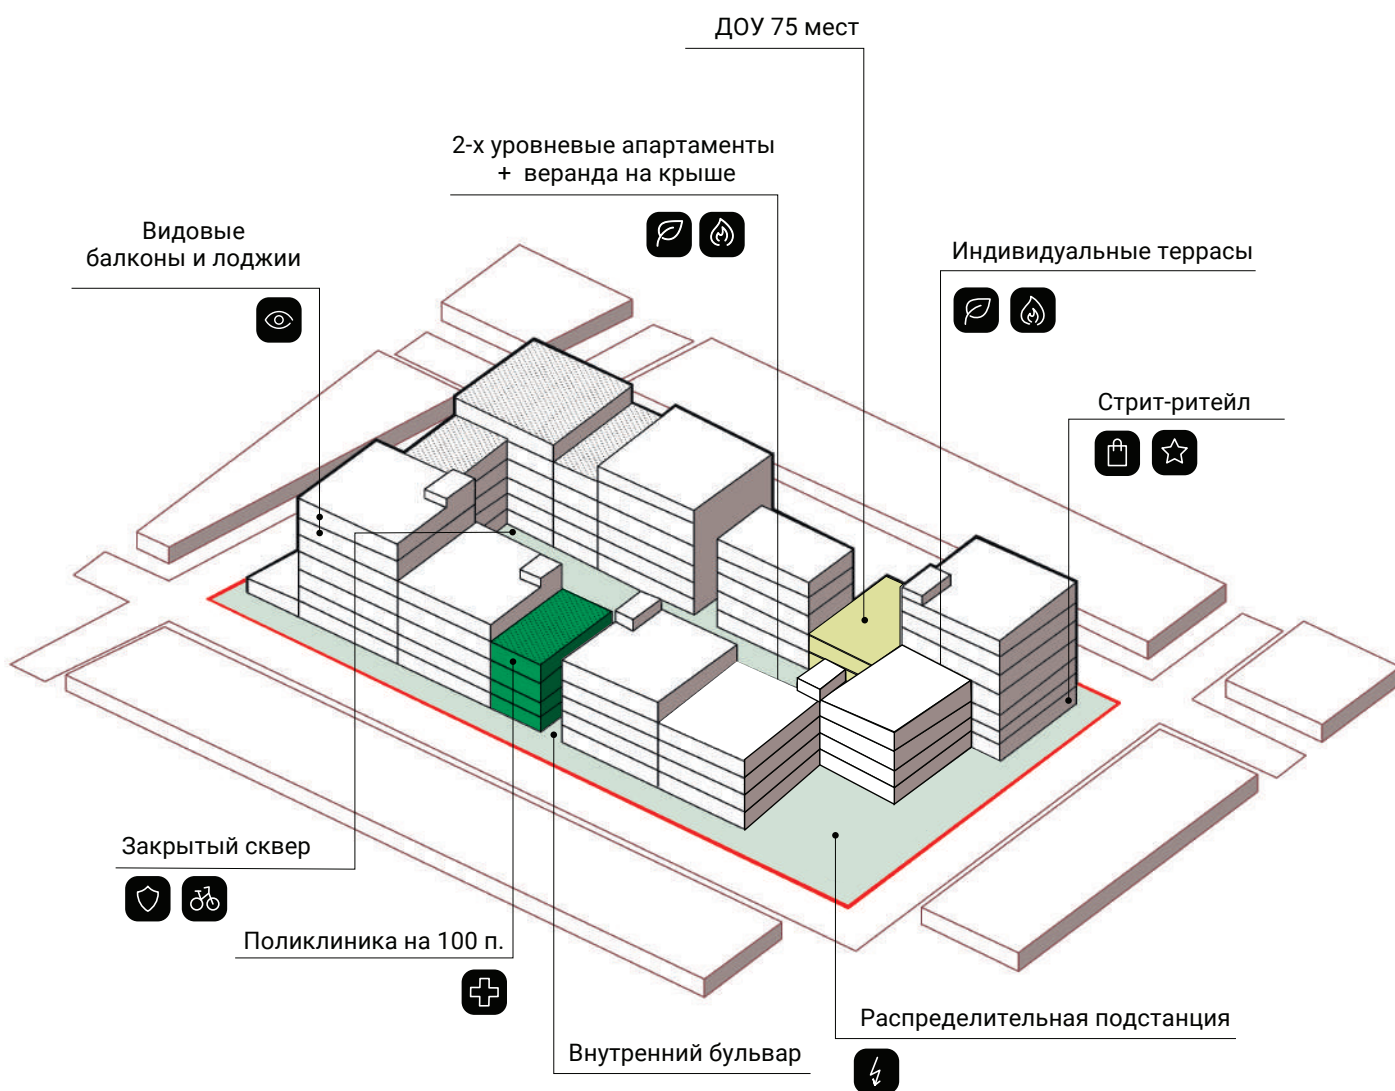 ДОУ 75 мест
2-х уровневые апартаменты
+ веранда на крыше
Видовые
балконы и лоджии
Индивидуальные террасы
Стрит-ритейл
Закрытый сквер
Поликлиника на 100 п.
Распределительная подстанция
Внутренний бульвар